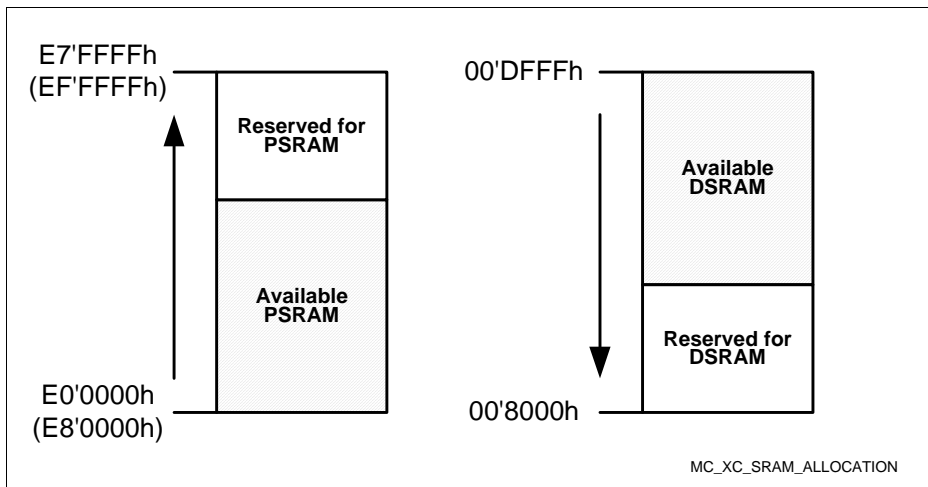 E7'FFFFh
(EF'FFFFh)
Reserved for
PSRAM
Available
PSRAM
E0'0000h
(E8'0000h)
00'DFFFh
Available
DSRAM
Reserved for
DSRAM
00'8000h
MC_XC_SRAM_ALLOCATION